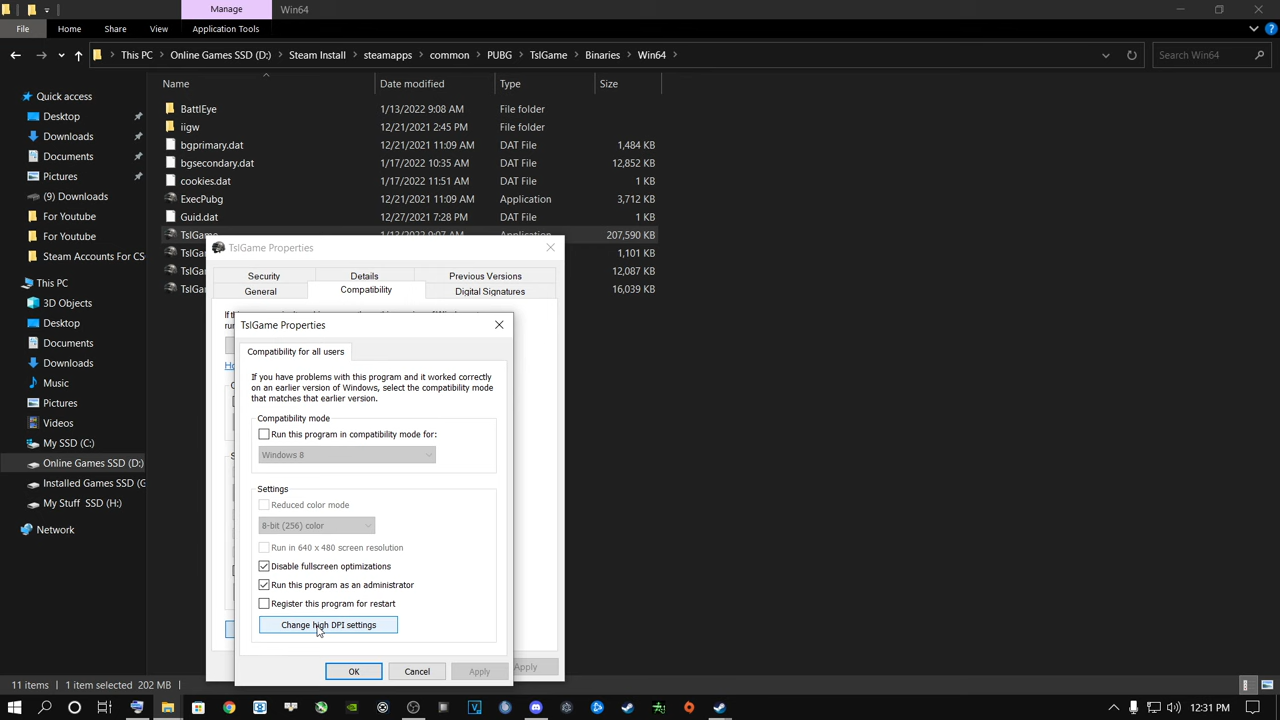 Manage
Win64
File
Home
Share
View
Application Tools
This PC
Online Games SSD (D:)
Steam Install
steamapps
common
PUBG
TslGame
Binaries
Win64
Search Win64
Name
Date modified
Type
Size
Quick access
Desktop
Downloads
Documents
Pictures
(9) Downloads
For Youtube
For Youtube
Steam Accounts For CS
This PC
3D Objects
Desktop
Documents
Downloads
Music
Pictures
Videos
My SSD (C:)
Online Games SSD (D:)
Installed Games SSD (G
My Stuff  SSD (H:)
Network
BattlEye 1/13/2022 9:08 AM File folder
iigw 12/21/2021 2:45 PM File folder
bgprimary.dat 12/21/2021 11:09 AM DAT File 1,484 KB
bgsecondary.dat 1/17/2022 10:35 AM DAT File 12,852 KB
cookies.dat 1/17/2022 11:51 AM DAT File 1 KB
ExecPubg 12/21/2021 11:09 AM Application 3,712 KB
Guid.dat 12/27/2021 7:28 PM DAT File 1 KB
TslGame 1/13/2022 9:07 AM Application 207,590 KB
TslGa 1,101 KB
TslGa 12,087 KB
TslGa 16,039 KB
TslGame Properties
Security
Details
Previous Versions
General
Compatibility
Digital Signatures
TslGame Properties
Compatibility for all users
If you have problems with this program and it worked correctly
on an earlier version of Windows, select the compatibility mode
that matches that earlier version.
Compatibility mode
Run this program in compatibility mode for:
Windows 8
Settings
Reduced color mode
8-bit (256) color
Run in 640 x 480 screen resolution
Disable fullscreen optimizations
Run this program as an administrator
Register this program for restart
Change high DPI settings
OK
Cancel
Apply
Apply
11 items
1 item selected  202 MB
12:31 PM